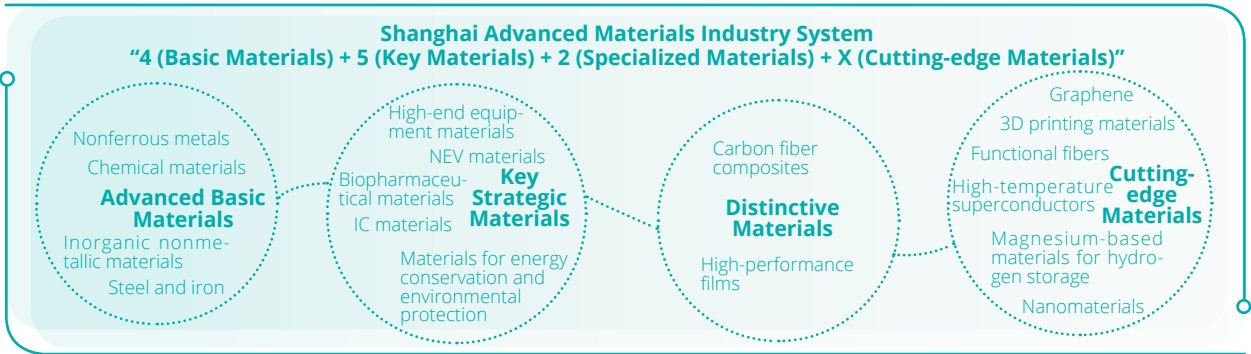 Shanghai Advanced Materials Industry System
“4 (Basic Materials) + 5 (Key Materials) + 2 (Specialized Materials) + X (Cutting-edge Materials)”
Nonferrous metals
Chemical materials
Advanced Basic
Materials
Inorganic nonme-
tallic materials
Steel and iron
High-end equip-
ment materials
NEV materials
Biopharmaceu-
tical materials
IC materials
Key
Strategic
Materials
Materials for energy
conservation and
environmental
protection
Carbon fiber
composites
Distinctive
Materials
High-performance
films
Graphene
3D printing materials
Functional fibers
High-temperature
superconductors
Cutting-
edge
Materials
Magnesium-based
materials for hydro-
gen storage
Nanomaterials